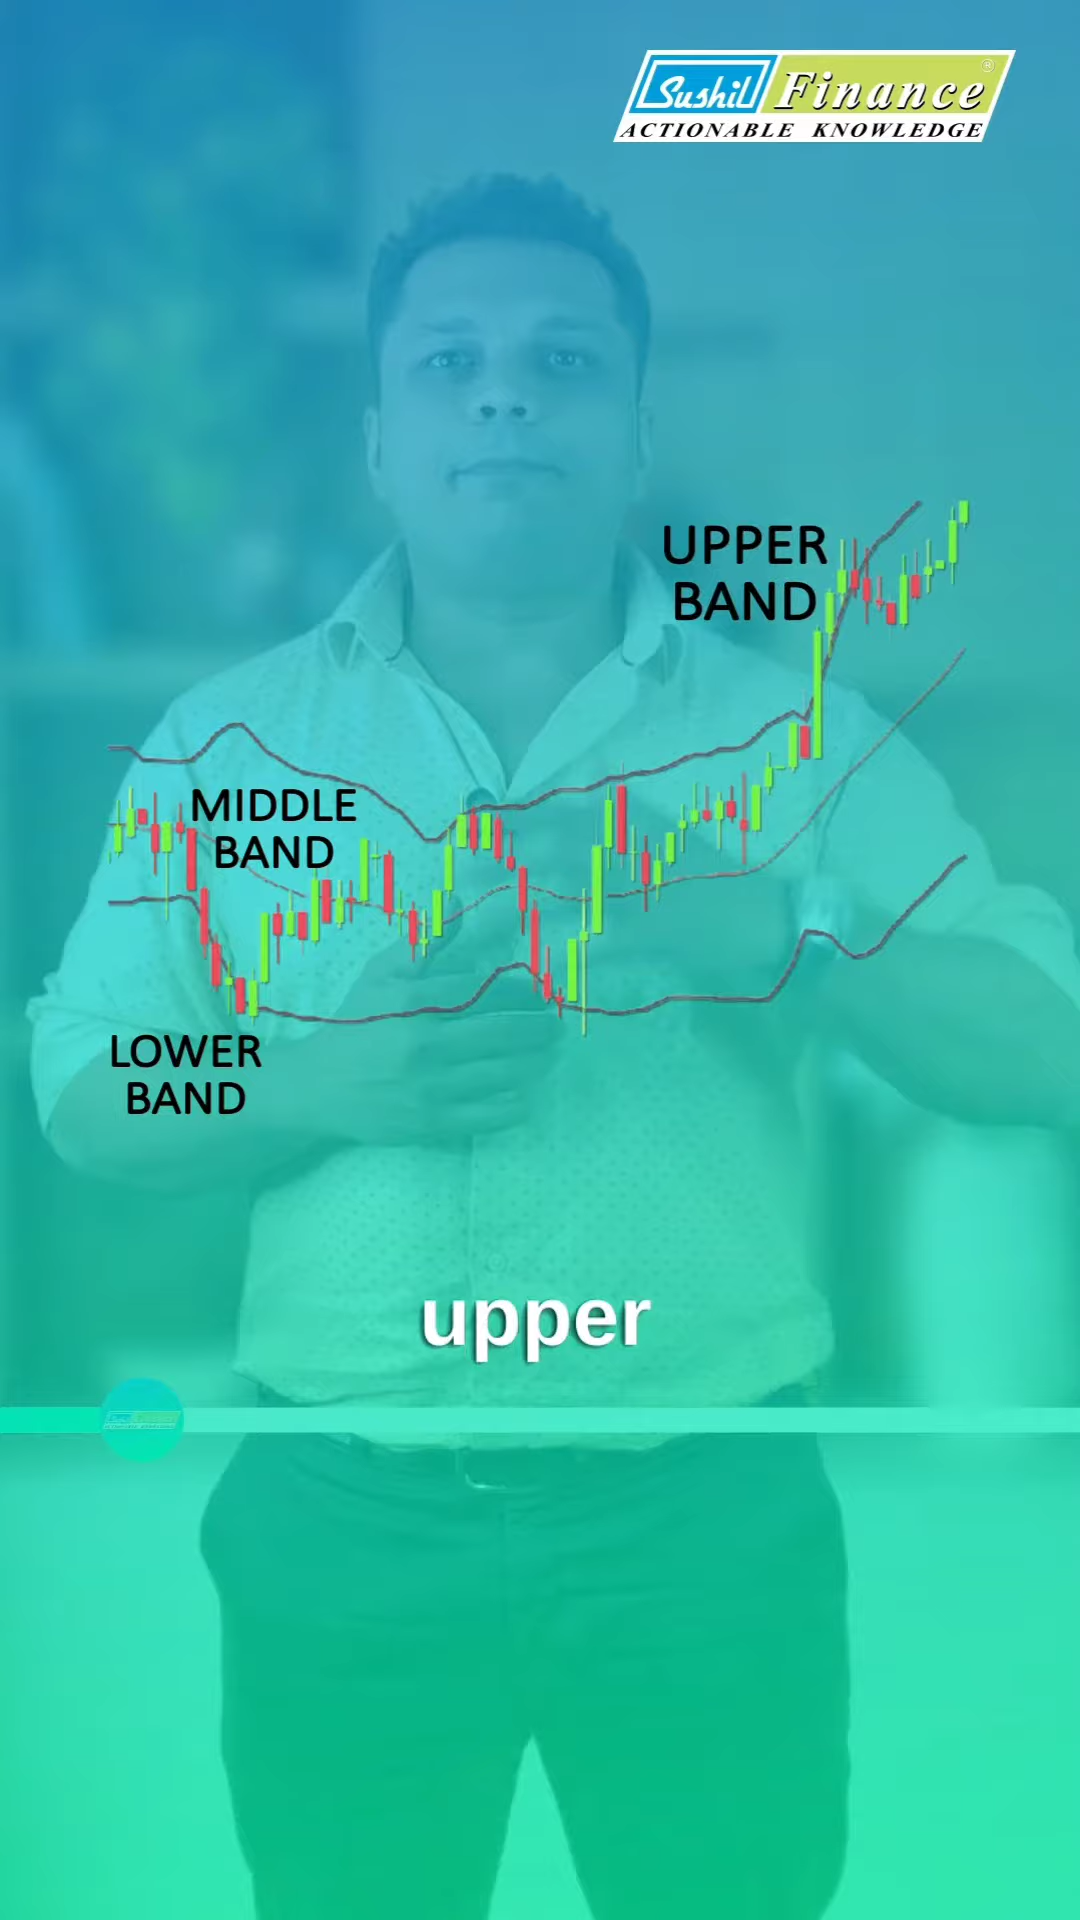 Sushil Finance ®
ACTIONABLE KNOWLEDGE
UPPER
BAND
MIDDLE
BAND
LOWER
BAND
upper